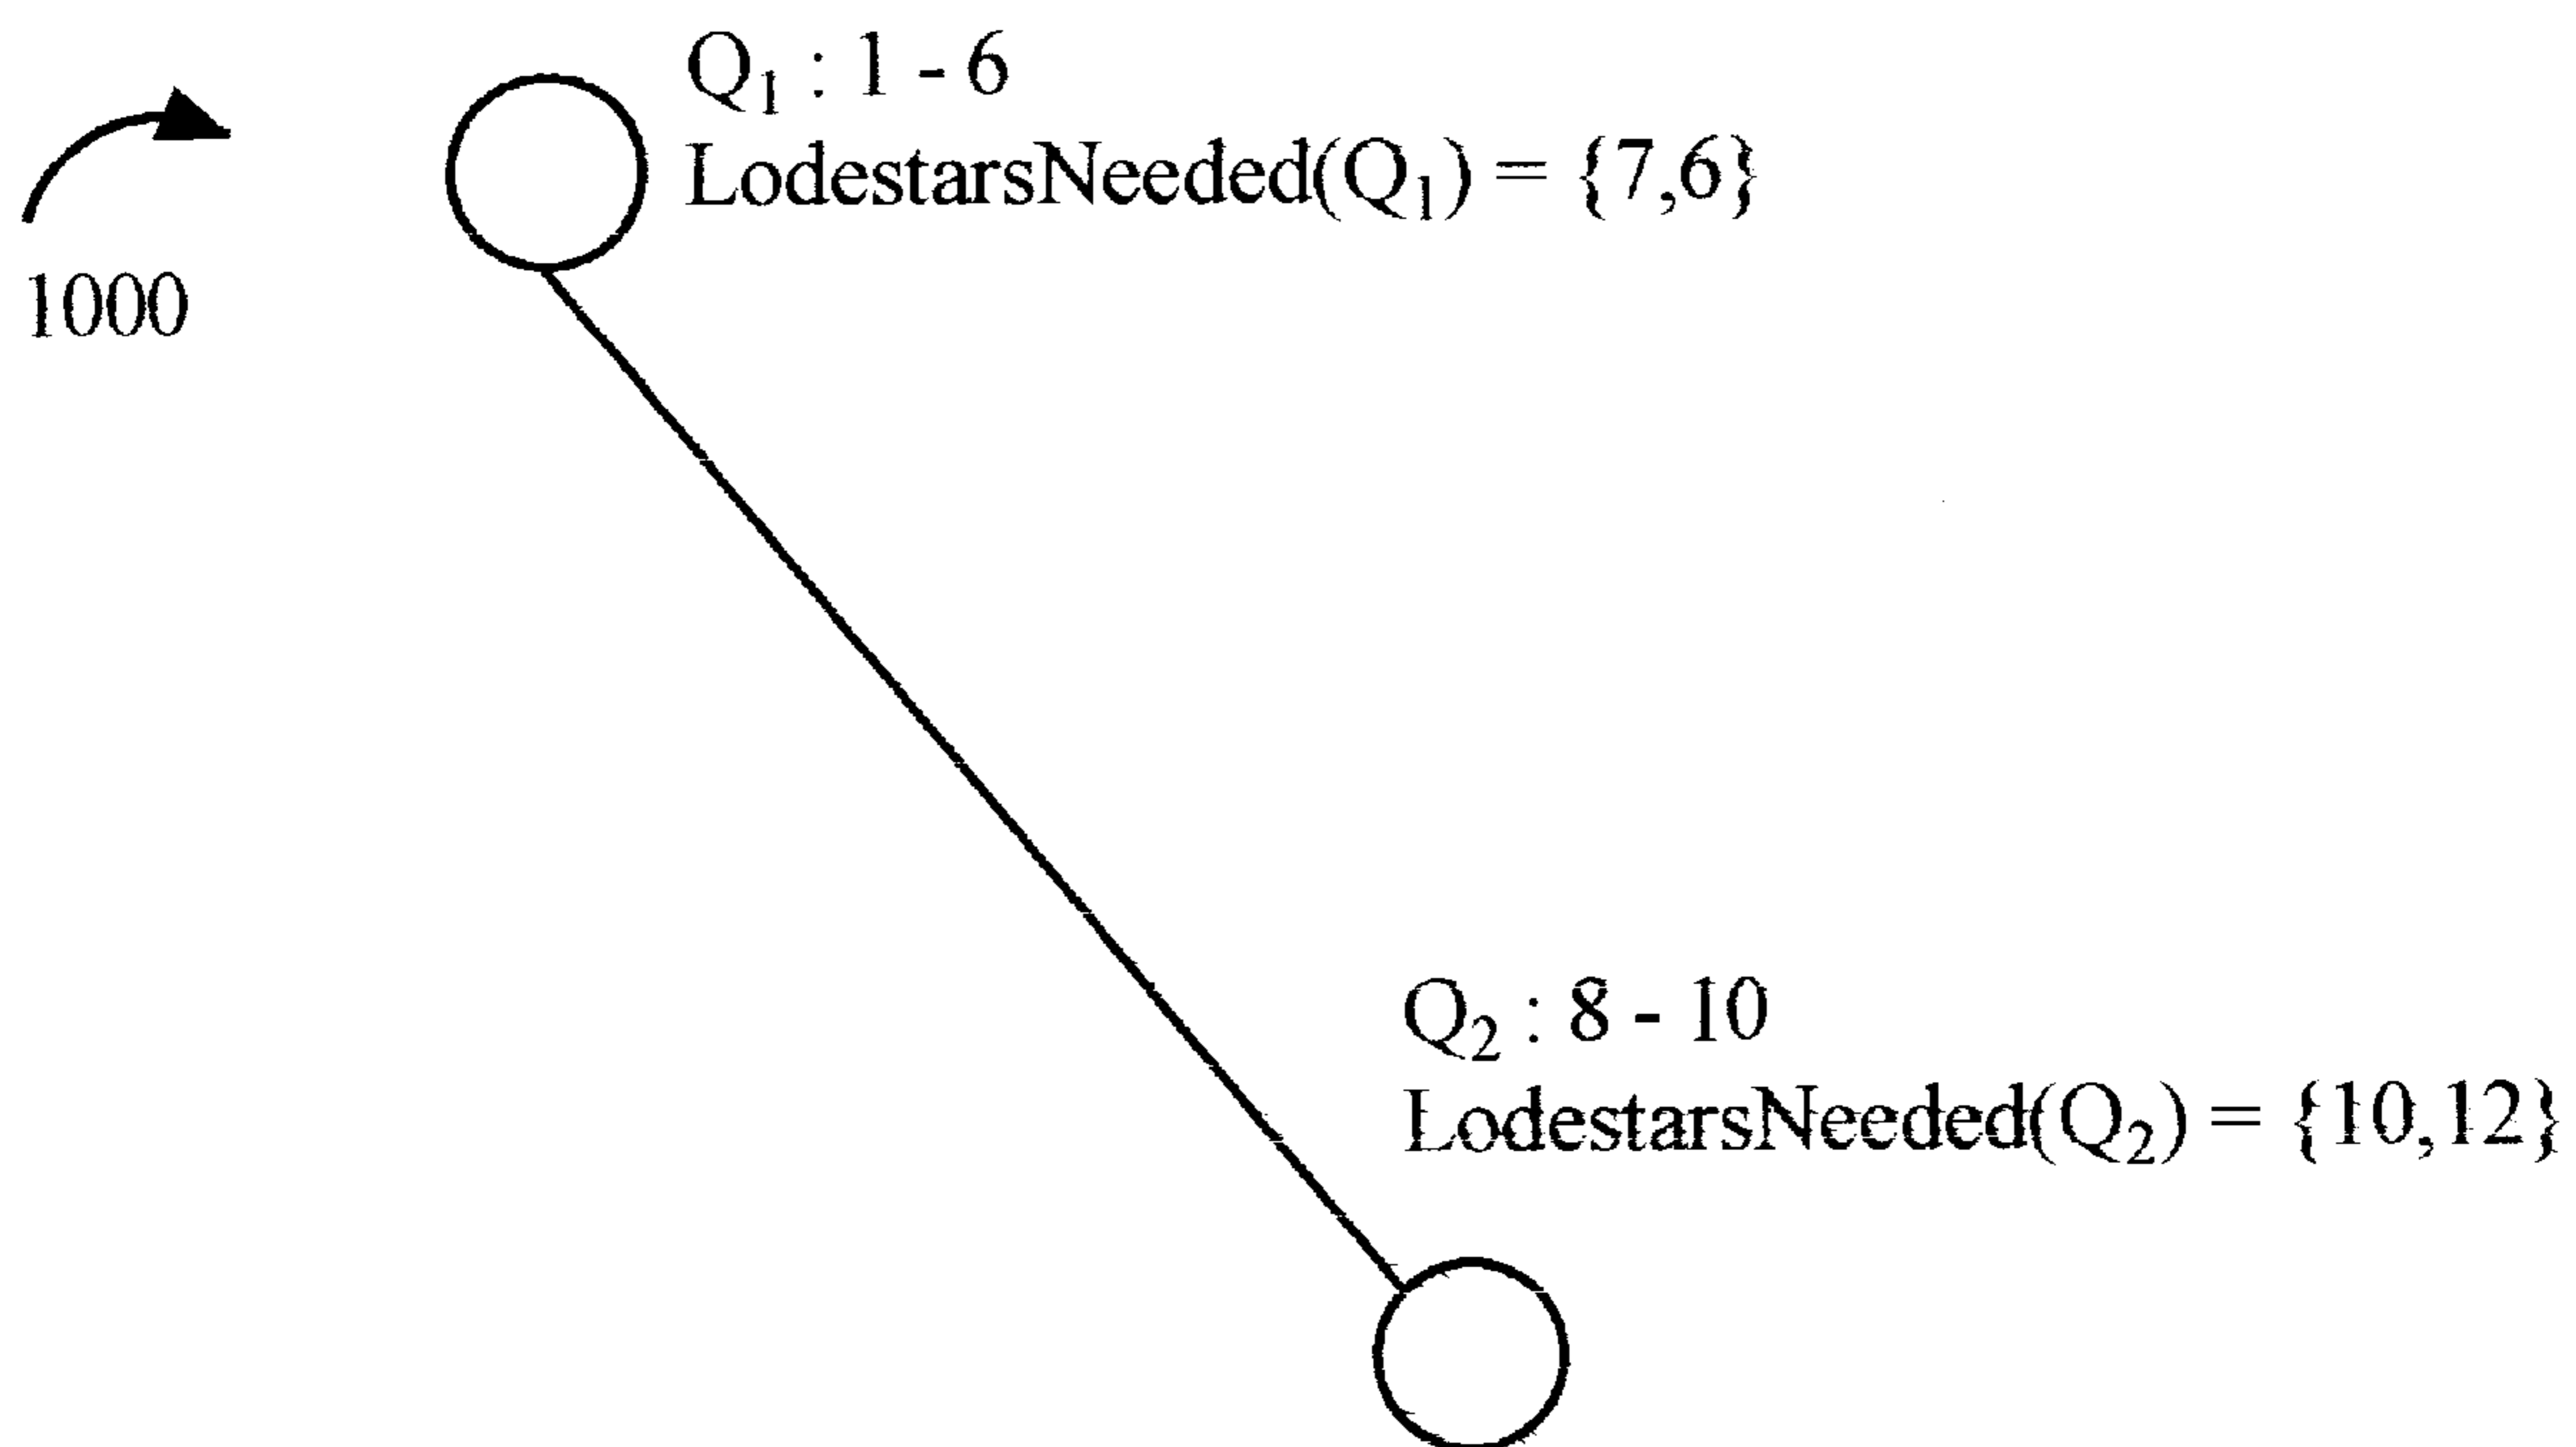 Q₁ : 1 - 6
LodestarsNeeded(Q₁) = {7,6}
1000
Q₂ : 8 - 10
LodestarsNeeded(Q₂) = {10,12}